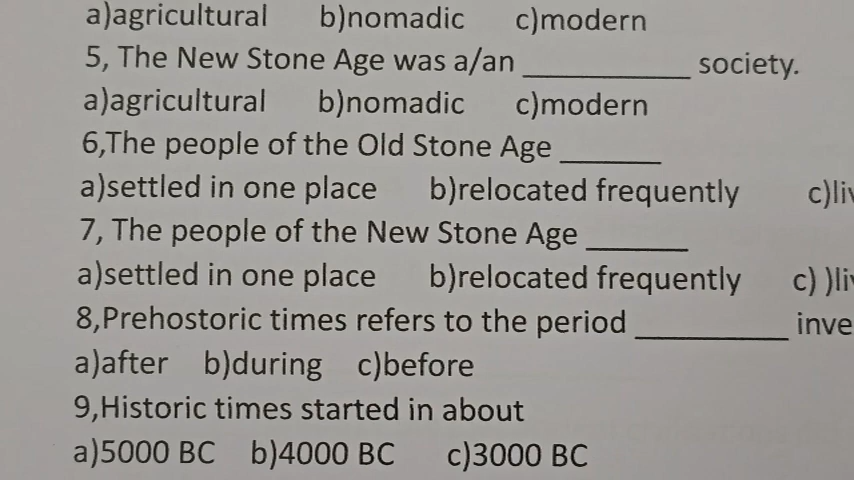 a)agricultural b)nomadic c)modern
5, The New Stone Age was a/an __________ society.
a)agricultural b)nomadic c)modern
6,The people of the Old Stone Age ______
a)settled in one place b)relocated frequently c)
7, The people of the New Stone Age ______
a)settled in one place b)relocated frequently c) )
8,Prehostoric times refers to the period _________
a)after b)during c)before
9,Historic times started in about
a)5000 BC b)4000 BC c)3000 BC